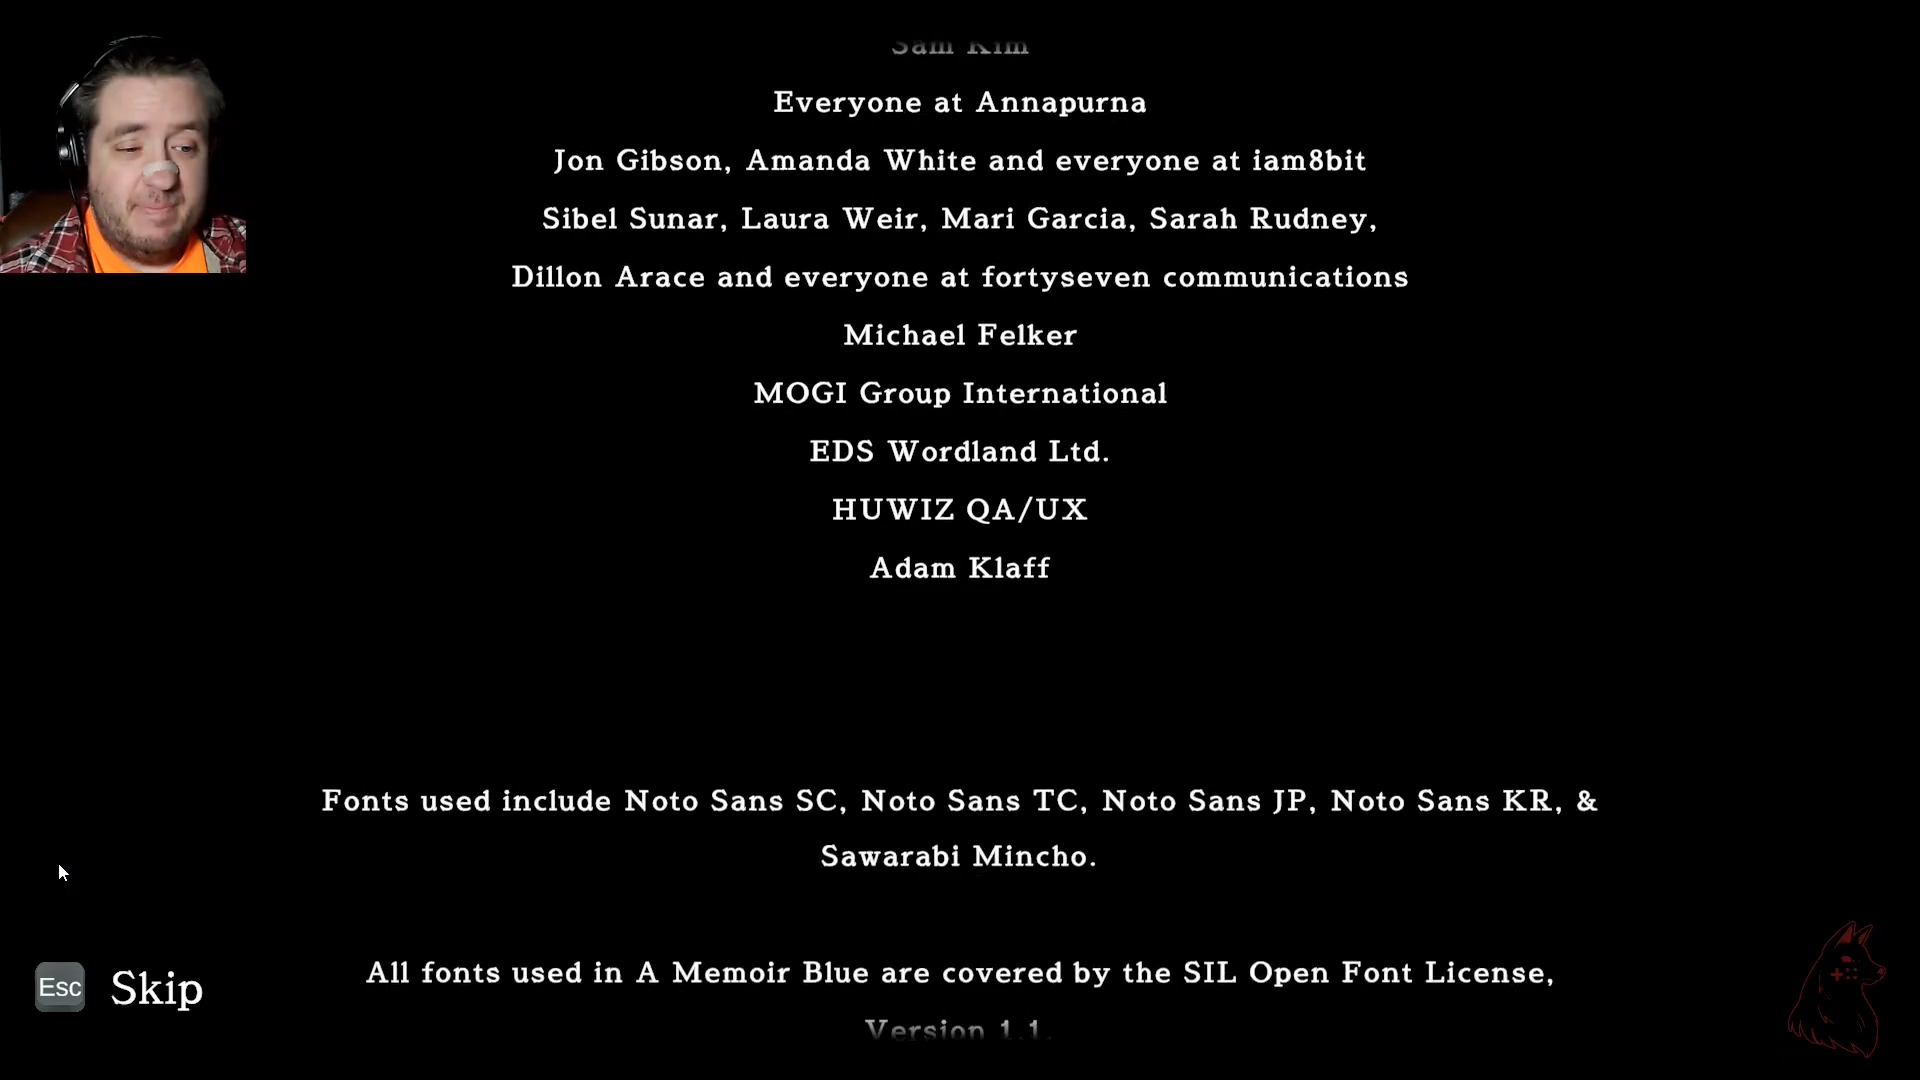 Sam Kim
Everyone at Annapurna
Jon Gibson, Amanda White and everyone at iam8bit
Sibel Sunar, Laura Weir, Mari Garcia, Sarah Rudney,
Dillon Arace and everyone at fortyseven communications
Michael Felker
MOGI Group International
EDS Wordland Ltd.
HUWIZ QA/UX
Adam Klaff
Fonts used include Noto Sans SC, Noto Sans TC, Noto Sans JP, Noto Sans KR, &
Sawarabi Mincho.
All fonts used in A Memoir Blue are covered by the SIL Open Font License,
Version 1.1.
Esc Skip